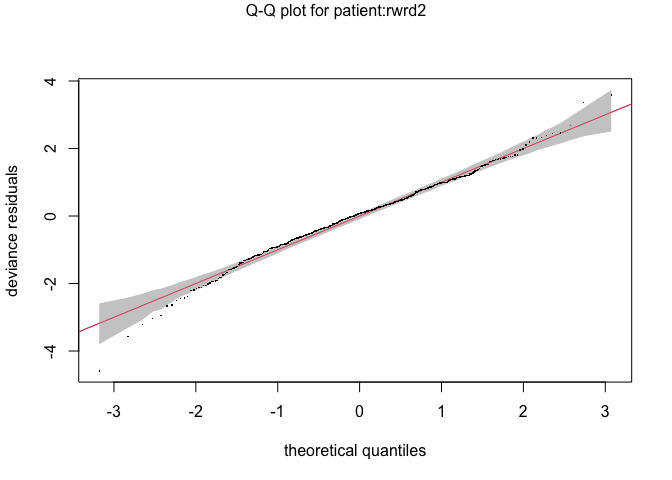 Q-Q plot for patient:rwrd2
4
2
0
-2
-4
deviance residuals
-3 -2 -1 0 1 2 3
theoretical quantiles